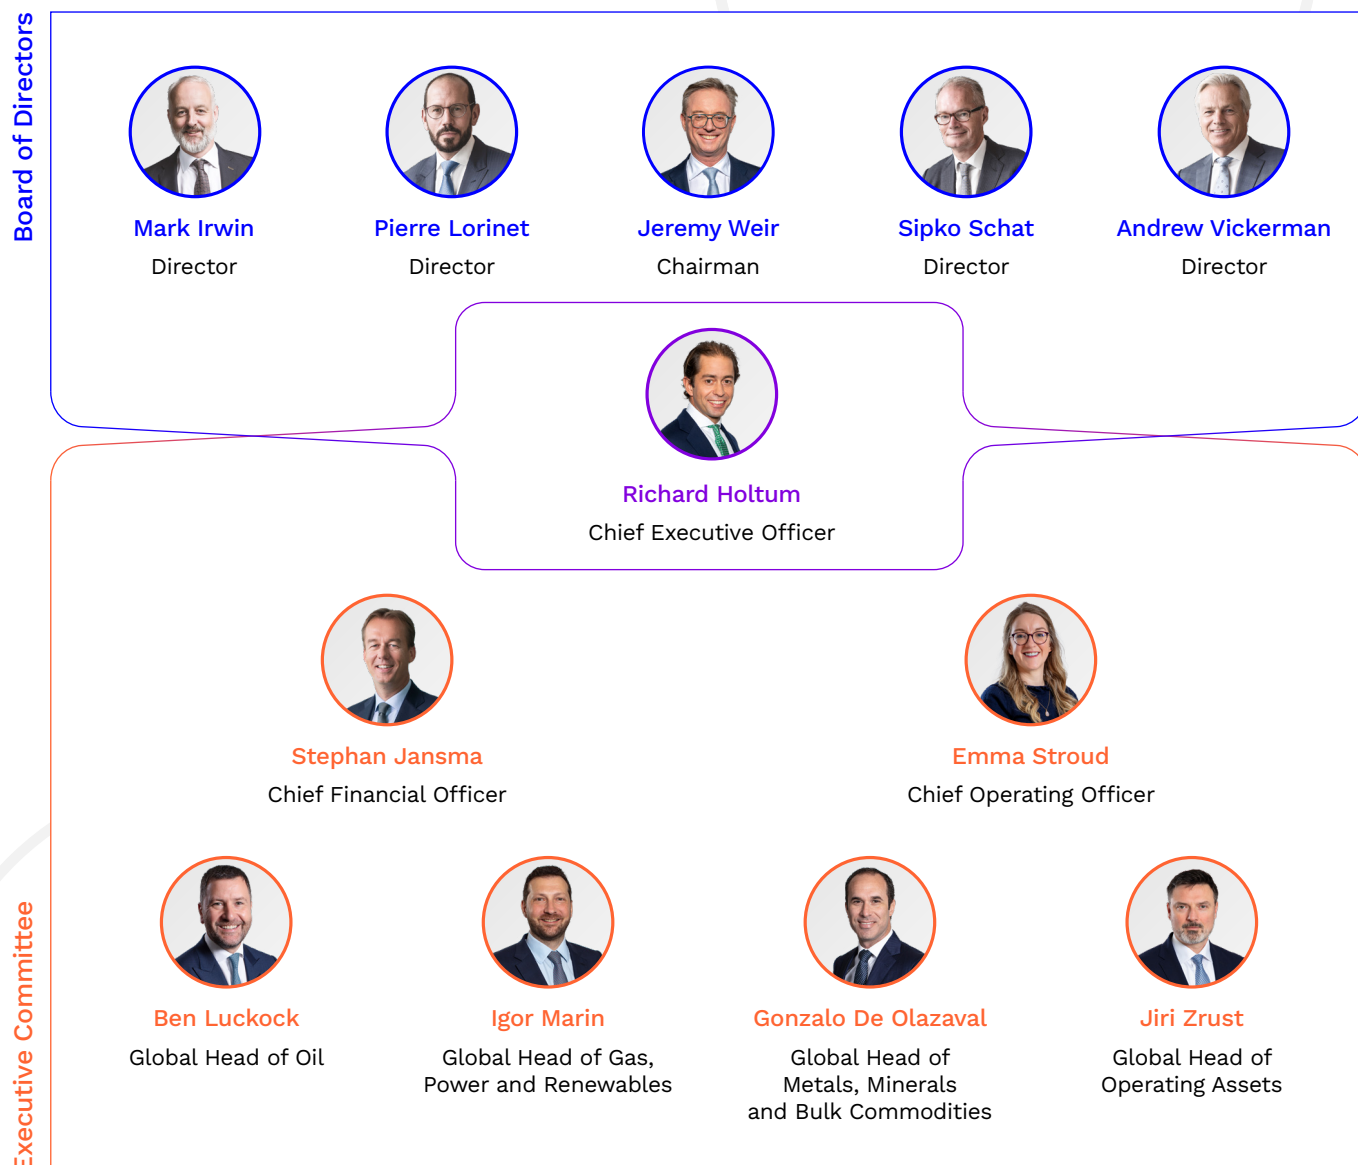 Board of Directors
Mark Irwin
Director
Pierre Lorinet
Director
Jeremy Weir
Chairman
Sipko Schat
Director
Andrew Vickerman
Director
Richard Holtum
Chief Executive Officer
Stephan Jansma
Chief Financial Officer
Emma Stroud
Chief Operating Officer
Executive Committee
Ben Luckock
Global Head of Oil
Igor Marin
Global Head of Gas,
Power and Renewables
Gonzalo De Olazaval
Global Head of
Metals, Minerals
and Bulk Commodities
Jiri Zrust
Global Head of
Operating Assets